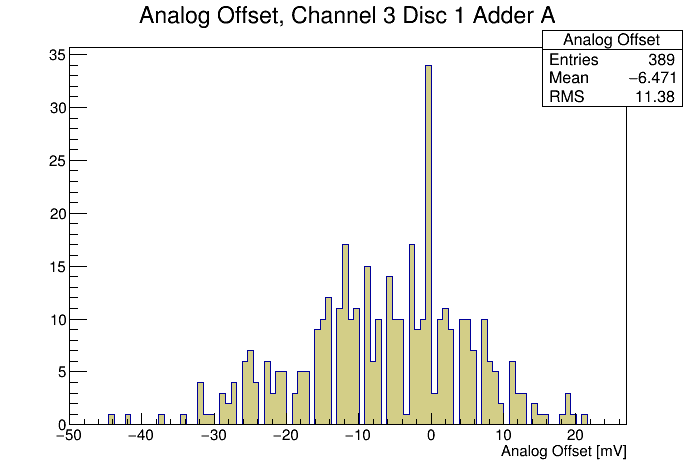 Analog Offset, Channel 3 Disc 1 Adder A
Analog Offset
Entries 389
Mean −6.471
RMS 11.38
35
30
25
20
15
10
5
0
−50 −40 −30 −20 −10 0 10 20
Analog Offset [mV]